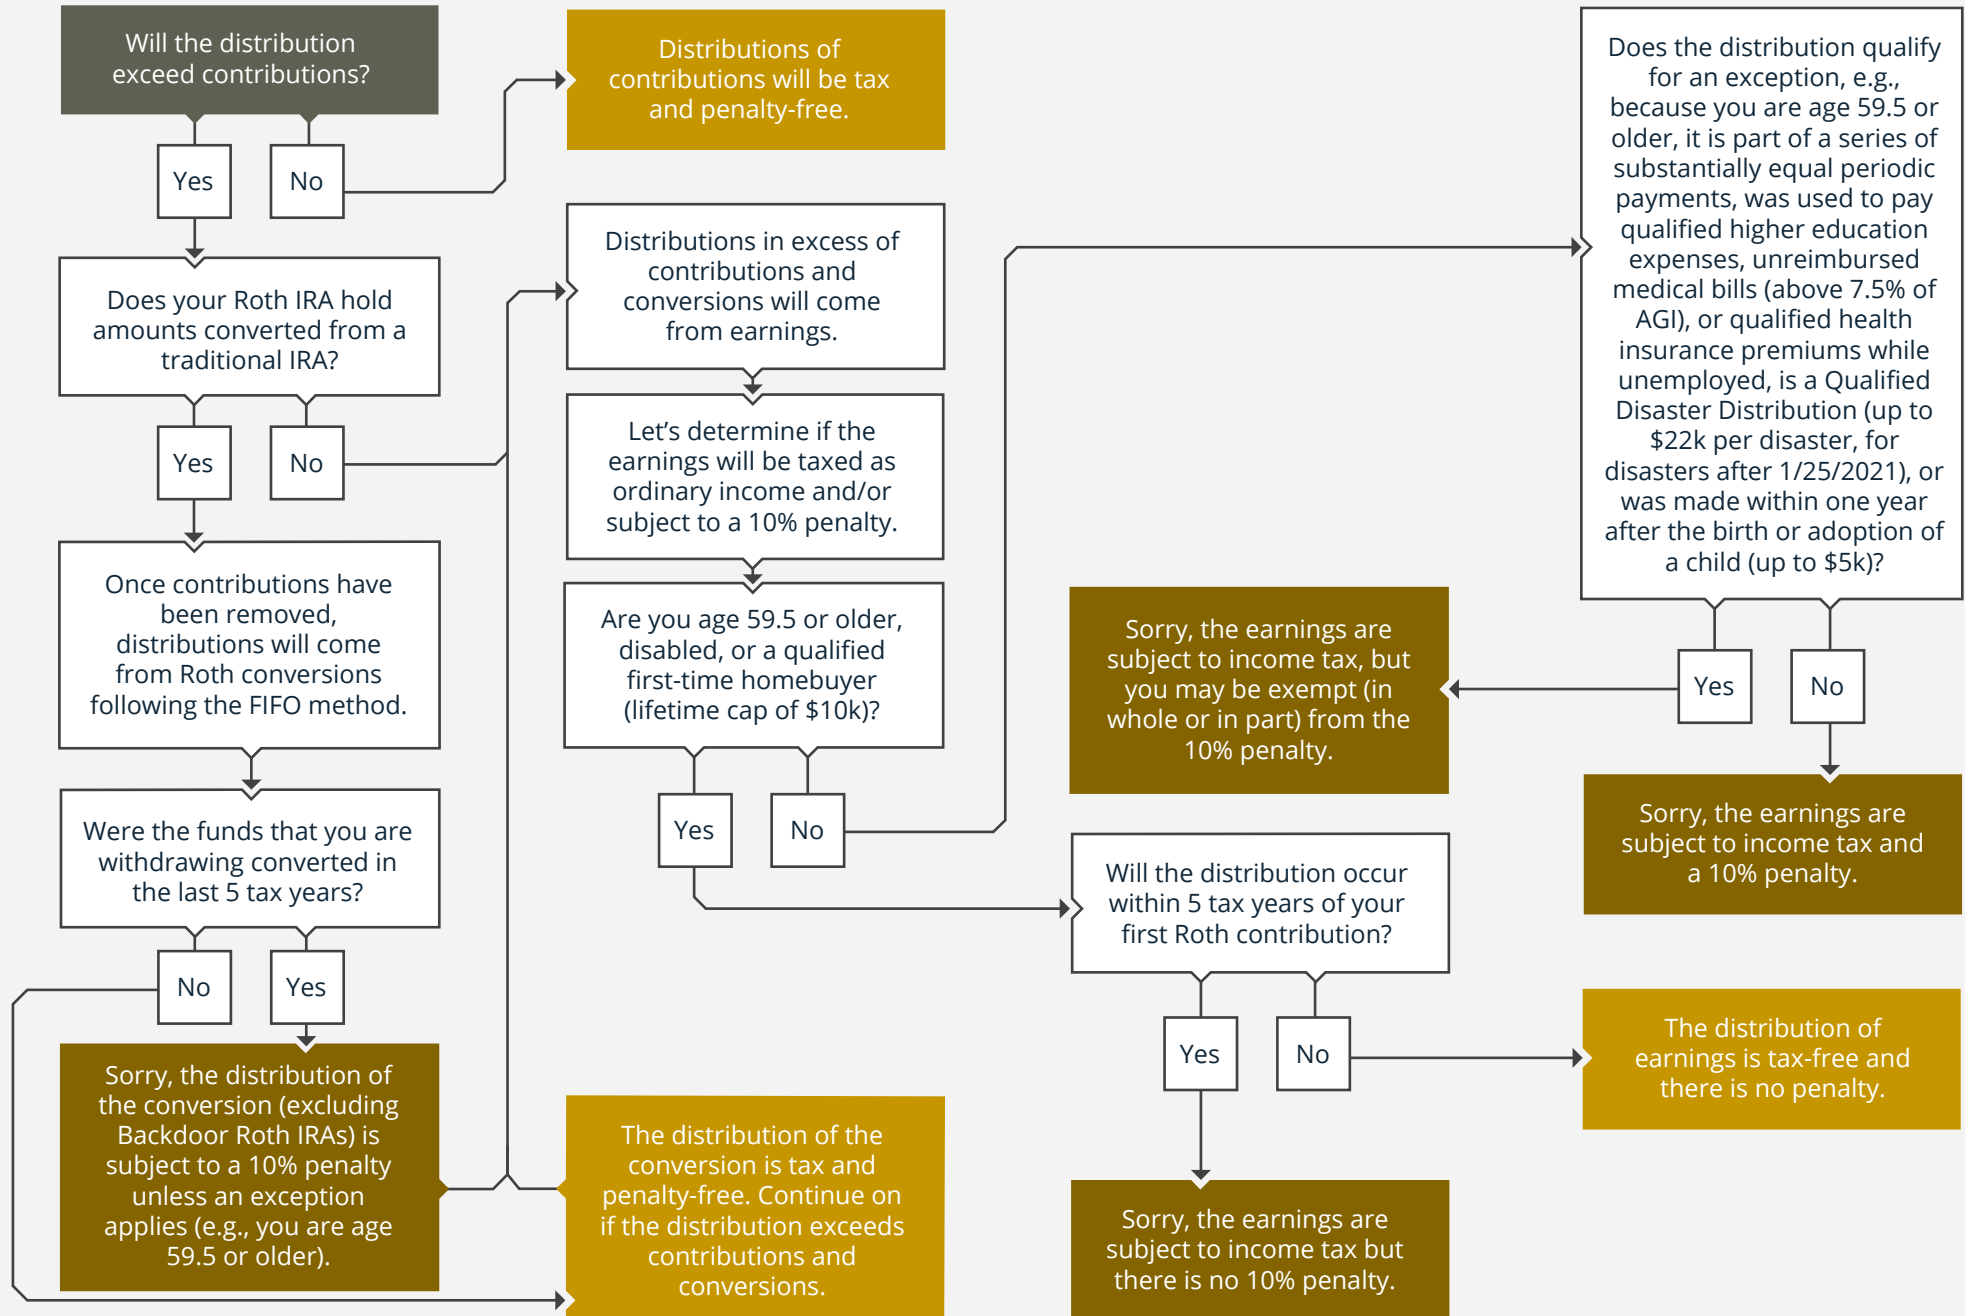 Will the distribution
exceed contributions?
Yes
No
Distributions of
contributions will be tax
and penalty-free.
Does your Roth IRA hold
amounts converted from a
traditional IRA?
Yes
No
Once contributions have
been removed,
distributions will come
from Roth conversions
following the FIFO method.
Were the funds that you are
withdrawing converted in
the last 5 tax years?
No
Yes
Sorry, the distribution of
the conversion (excluding
Backdoor Roth IRAs) is
subject to a 10% penalty
unless an exception
applies (e.g., you are age
59.5 or older).
The distribution of the
conversion is tax and
penalty-free. Continue on
if the distribution exceeds
contributions and
conversions.
Distributions in excess of
contributions and
conversions will come
from earnings.
Let’s determine if the
earnings will be taxed as
ordinary income and/or
subject to a 10% penalty.
Are you age 59.5 or older,
disabled, or a qualified
first-time homebuyer
(lifetime cap of $10k)?
Yes
No
Will the distribution occur
within 5 tax years of your
first Roth contribution?
Yes
No
Sorry, the earnings are
subject to income tax but
there is no 10% penalty.
The distribution of
earnings is tax-free and
there is no penalty.
Does the distribution qualify
for an exception, e.g.,
because you are age 59.5 or
older, it is part of a series of
substantially equal periodic
payments, was used to pay
qualified higher education
expenses, unreimbursed
medical bills (above 7.5% of
AGI), or qualified health
insurance premiums while
unemployed, is a Qualified
Disaster Distribution (up to
$22k per disaster, for
disasters after 1/25/2021), or
was made within one year
after the birth or adoption of
a child (up to $5k)?
Yes
No
Sorry, the earnings are
subject to income tax, but
you may be exempt (in
whole or in part) from the
10% penalty.
Sorry, the earnings are
subject to income tax and
a 10% penalty.